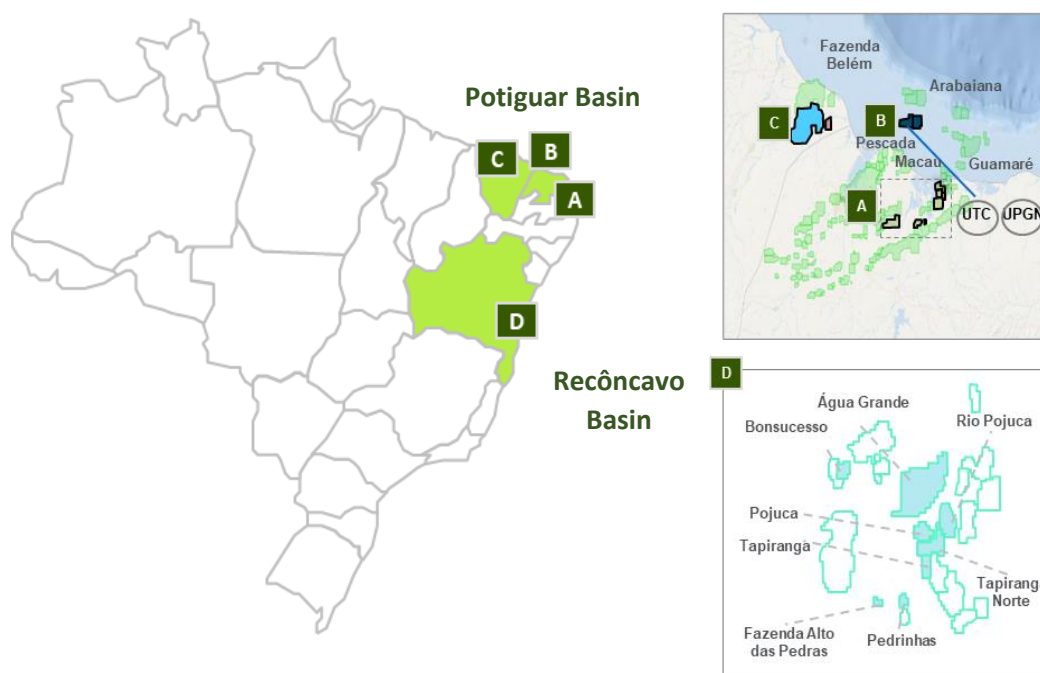 Potiguar Basin
C
B
A
D
Recôncavo
Basin
Fazenda
Belém
Arabaiana
C
B
Pescada
Macau
Guamaré
A
UTC
UPGN
D
Água Grande
Rio Pojuca
Bonsucesso
Pojuca
Tapiranga
Tapiranga
Norte
Fazenda Alto
das Pedras
Pedrinhas